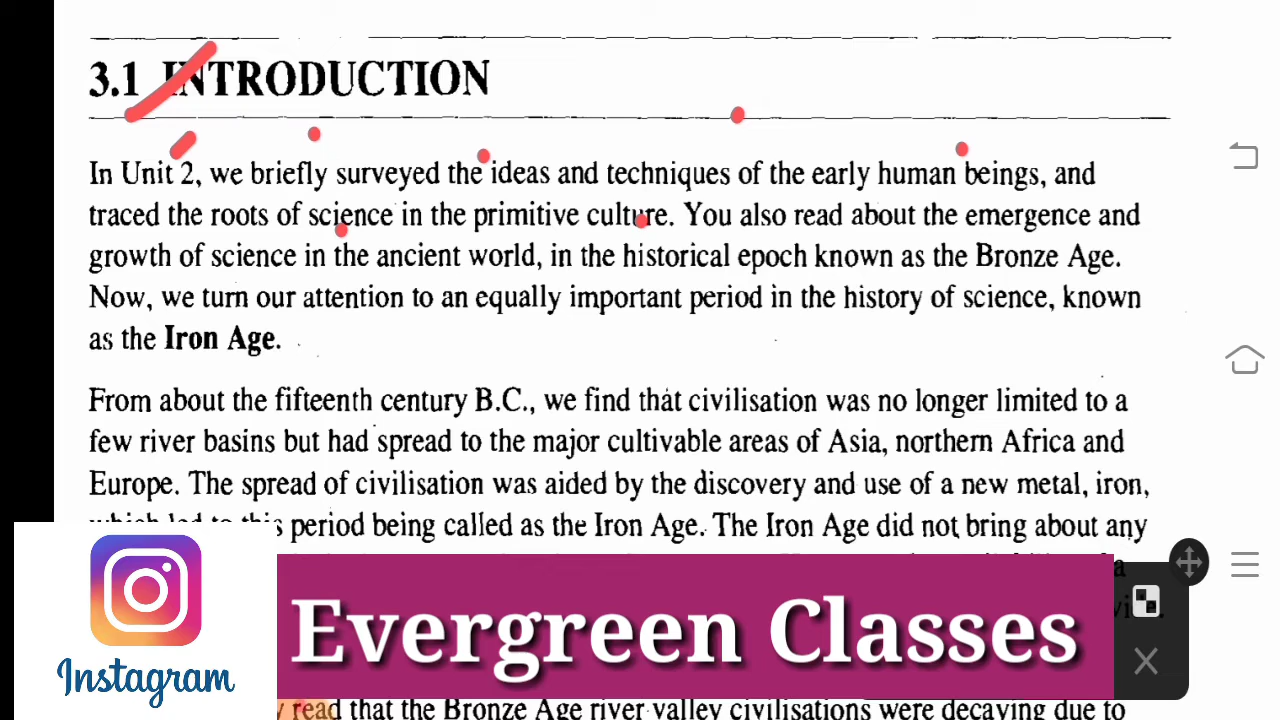 3.1 INTRODUCTION
In Unit 2, we briefly surveyed the ideas and techniques of the early human beings, and
traced the roots of science in the primitive culture. You also read about the emergence and
growth of science in the ancient world, in the historical epoch known as the Bronze Age.
Now, we turn our attention to an equally important period in the history of science, known
as the Iron Age.
From about the fifteenth century B.C., we find that civilisation was no longer limited to a
few river basins but had spread to the major cultivable areas of Asia, northern Africa and
Europe. The spread of civilisation was aided by the discovery and use of a new metal, iron,
which led to this period being called as the Iron Age. The Iron Age did not bring about any
a
Evergreen Classes
Instagram
read that the Bronze Age river valley civilisations were decaying due to